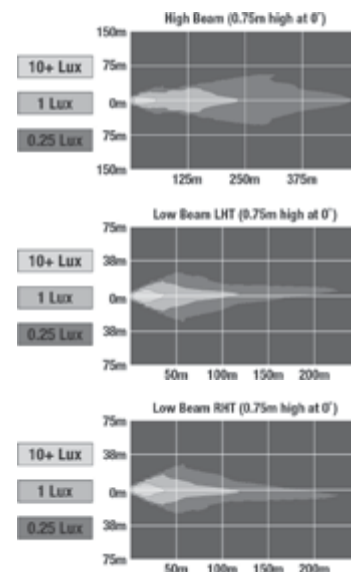 High Beam (0.75m high at 0°)
150m
75m
0m
75m
150m
10+ Lux
1 Lux
0.25 Lux
125m 250m 375m
Low Beam LHT (0.75m high at 0°)
75m
38m
0m
38m
75m
10+ Lux
1 Lux
0.25 Lux
50m 100m 150m 200m
Low Beam RHT (0.75m high at 0°)
75m
38m
0m
38m
75m
10+ Lux
1 Lux
0.25 Lux
50m 100m 150m 200m